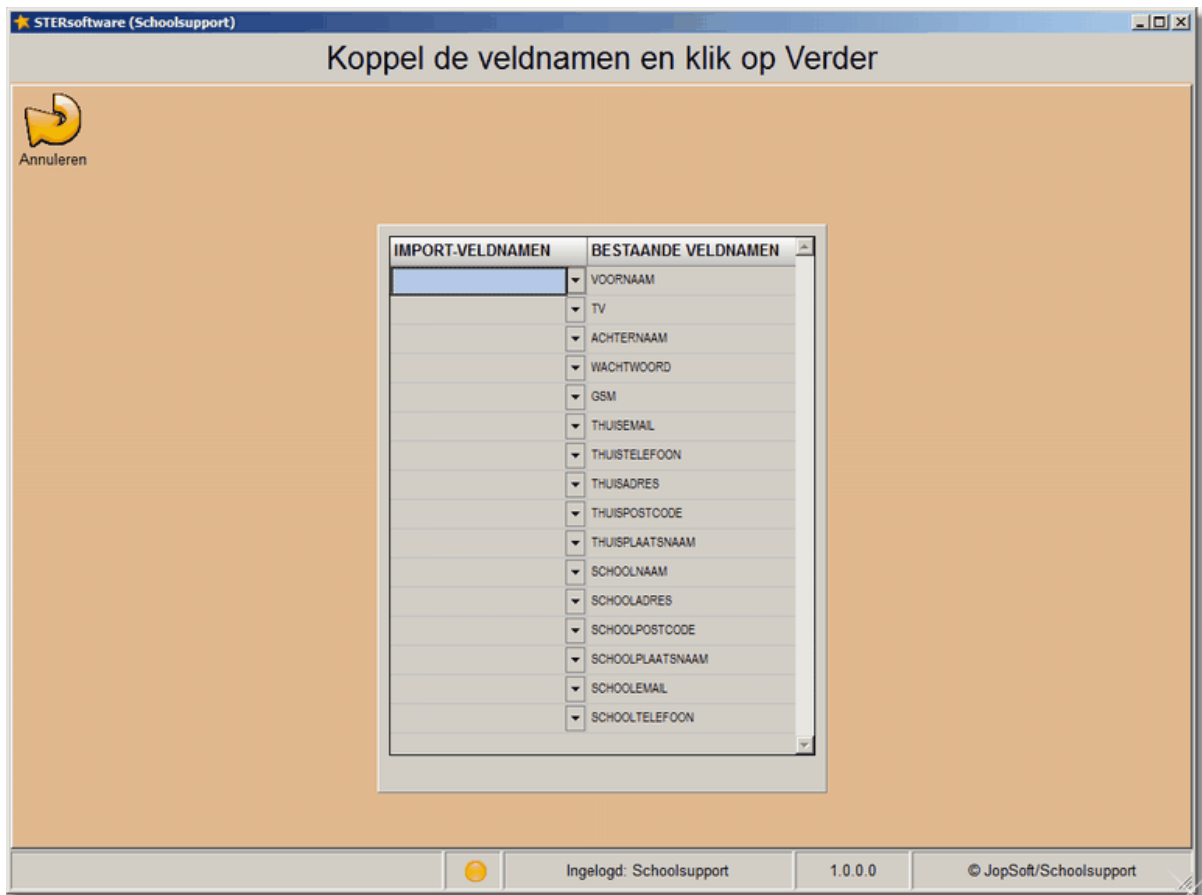 STERsoftware (Schoolsupport)
Koppel de veldnamen en klik op Verder
Annuleren
IMPORT-VELDNAMEN BESTAANDE VELDNAMEN
VOORNAAM
TV
ACHTERNAAM
WACHTWOORD
GSM
THUISEMAIL
THUISTELEFOON
THUISADRES
THUISPOSTCODE
THUISPLAATSNAAM
SCHOOLNAAM
SCHOOLADRES
SCHOOLPOSTCODE
SCHOOLPLAATSNAAM
SCHOOLEMAIL
SCHOOLTELEFOON
Ingelogd: Schoolsupport 1.0.0.0 © JopSoft/Schoolsupport